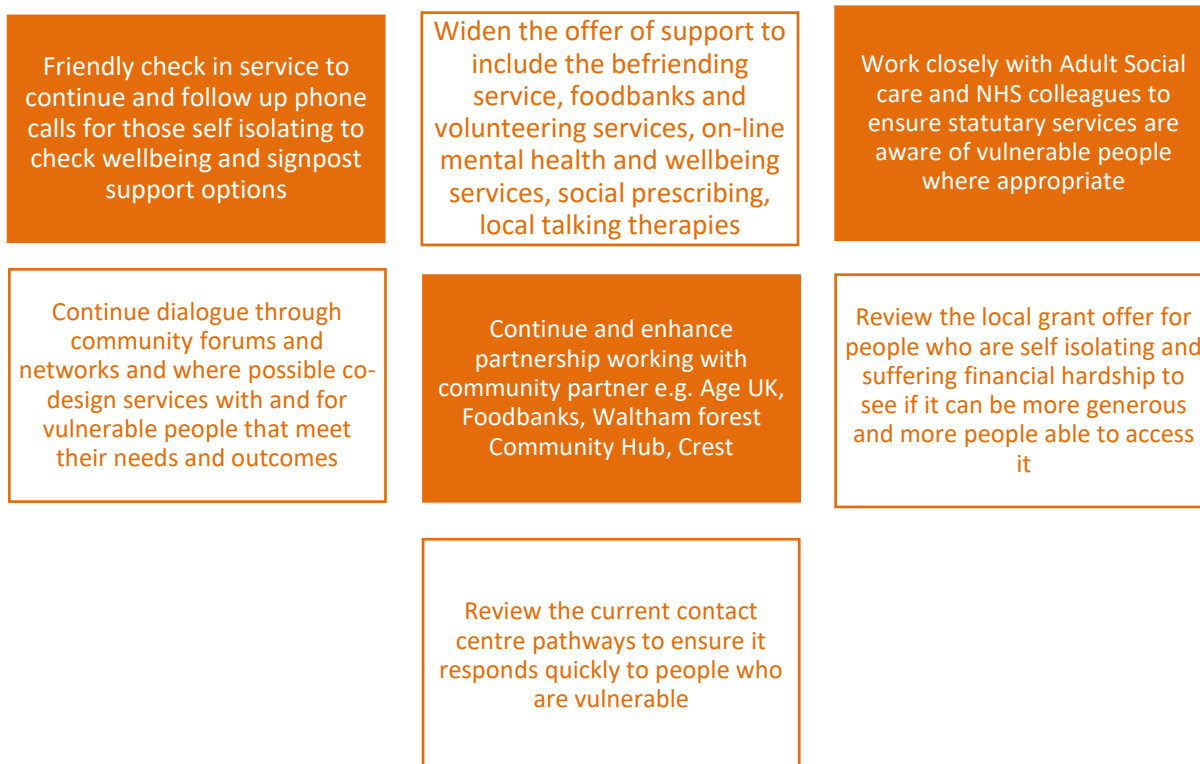 Friendly check in service to
continue and follow up phone
calls for those self isolating to
check wellbeing and signpost
support options
Widen the offer of support to
include the befriending
service, foodbanks and
volunteering services, on-line
mental health and wellbeing
services, social prescribing,
local talking therapies
Work closely with Adult Social
care and NHS colleagues to
ensure statutary services are
aware of vulnerable people
where appropriate
Continue dialogue through
community forums and
networks and where possible co-
design services with and for
vulnerable people that meet
their needs and outcomes
Continue and enhance
partnership working with
community partner e.g. Age UK,
Foodbanks, Waltham forest
Community Hub, Crest
Review the local grant offer for
people who are self isolating and
suffering financial hardship to
see if it can be more generous
and more people able to access
it
Review the current contact
centre pathways to ensure it
responds quickly to people who
are vulnerable